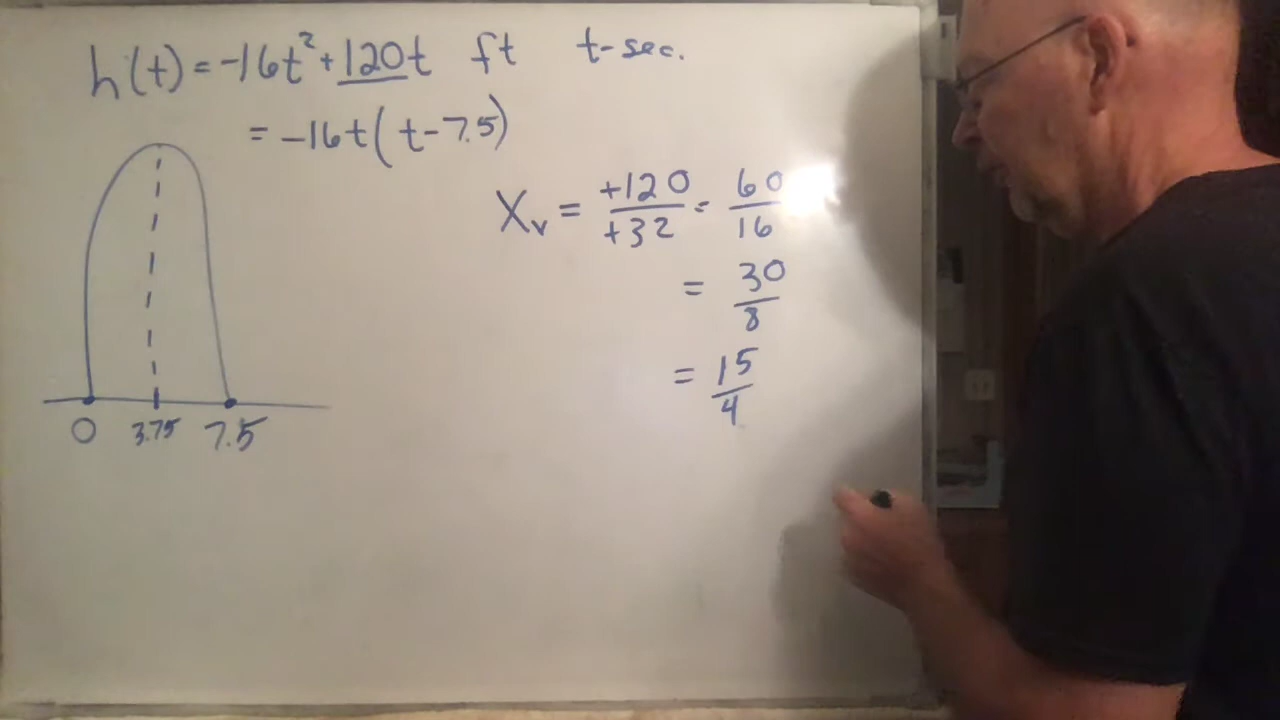 h(t) = -16t² + 120t ft t-sec.
= -16t(t-7.5)
Xᵥ = +120/+32 = 60/16
= 30/8
= 15/4
0 3.75 7.5